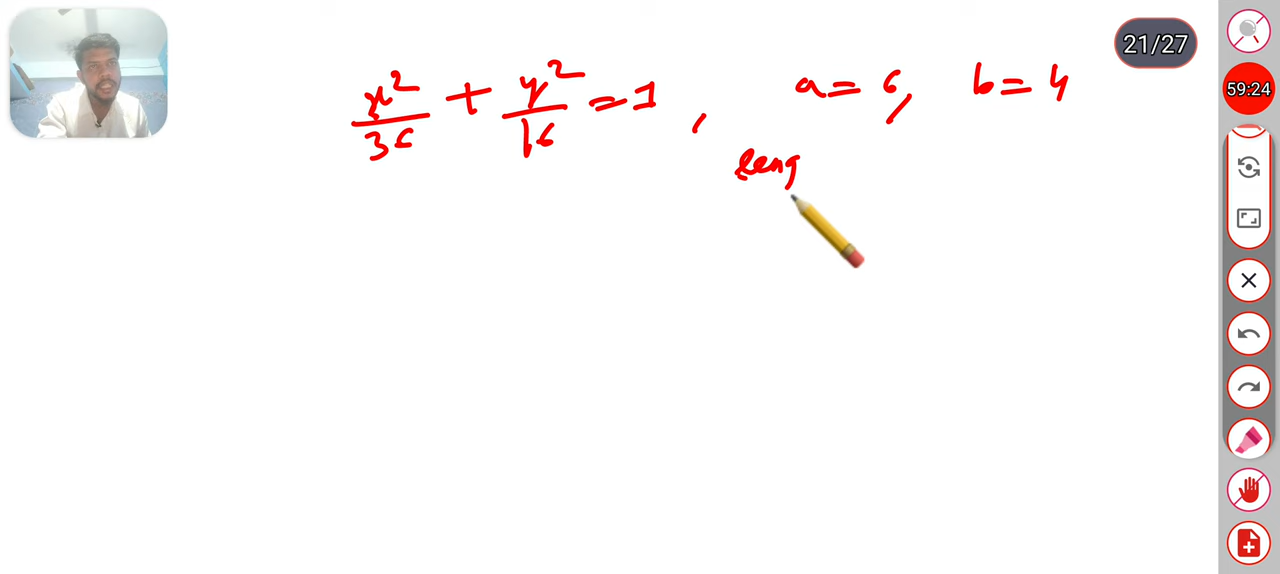 21/27
59:24
x²/36 + y²/16 = 1, a = 6, b = 4
leng